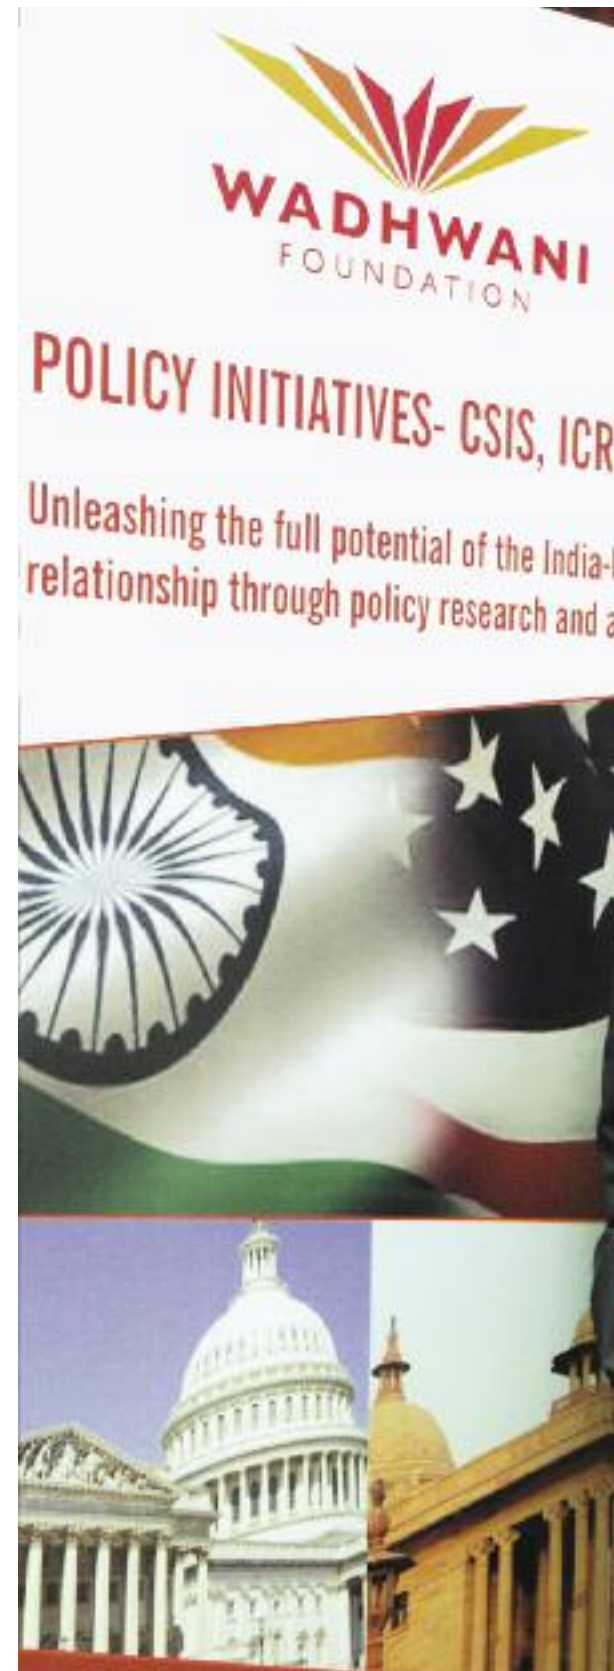 WADHWANI
FOUNDATION
POLICY INITIATIVES- CSIS, ICR
Unleashing the full potential of the India-
relationship through policy research and a